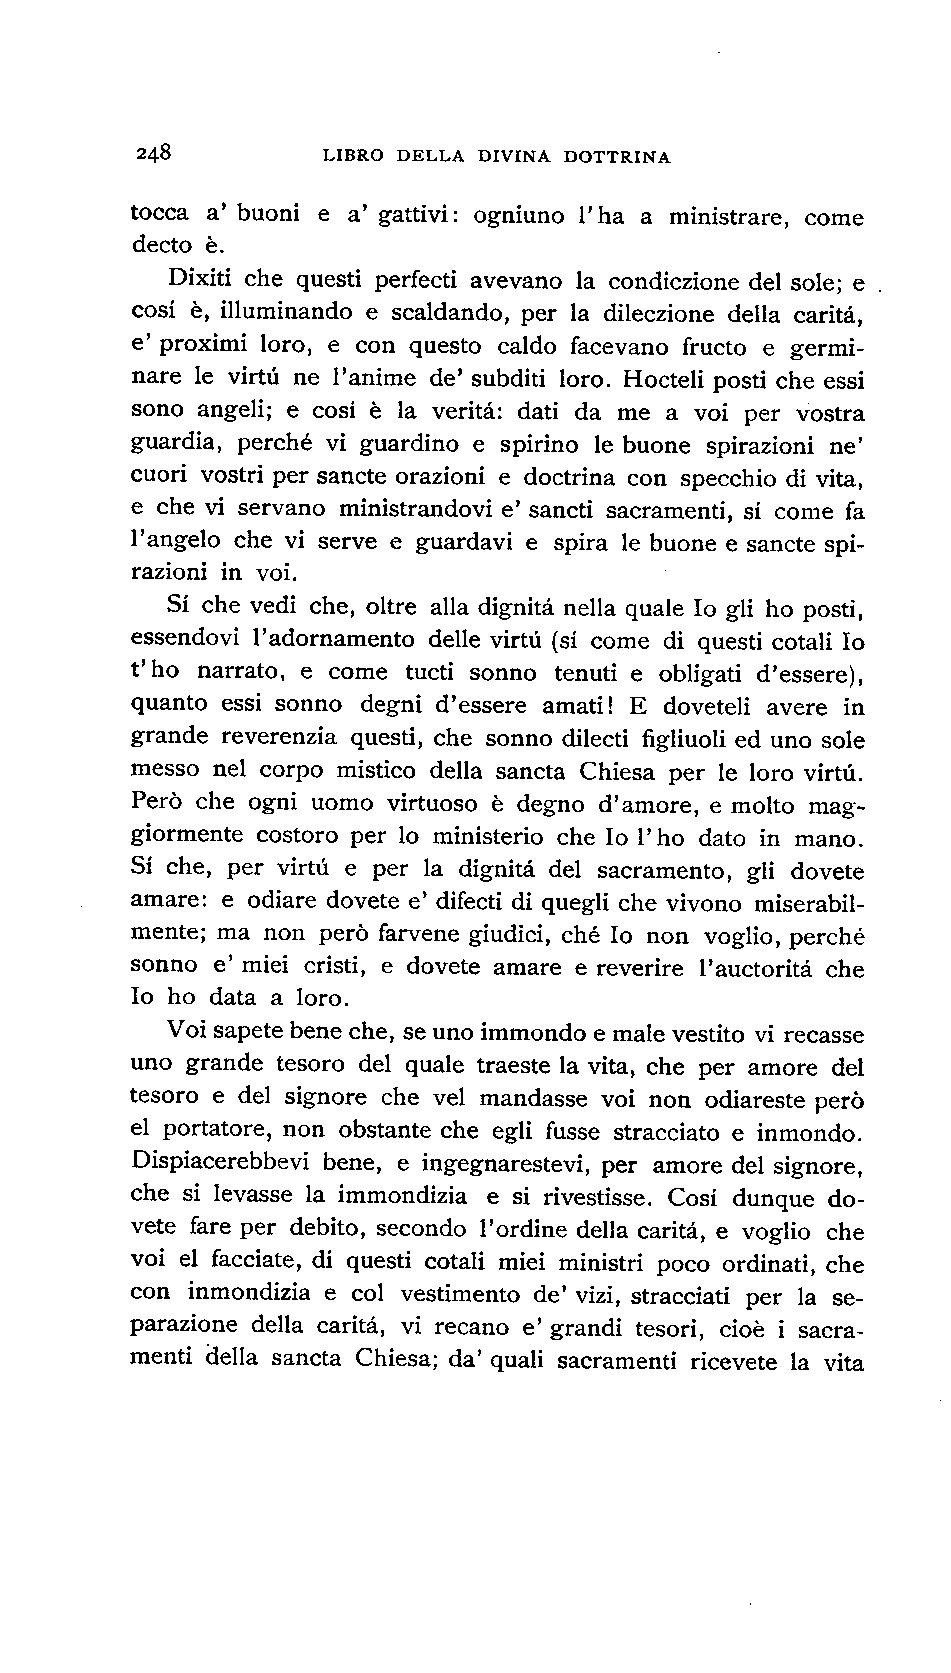 248 LIBRO DELLA DIVINA DOTTRINA
tocca a' buoni e a' gattivi: ogniuno l'ha a ministrare, come
decto è.
Dixiti che questi perfecti avevano la condiczione del sole; e
cosí è, illuminando e scaldando, per la dileczione della caritá,
e' proximi loro, e con questo caldo facevano fructo e germi-
nare le virtú ne l'anime de' subditi loro. Hocteli posti che essi
sono angeli; e cosí è la veritá: dati da me a voi per vostra
guardia, perché vi guardino e spirino le buone spirazioni ne'
cuori vostri per sancte orazioni e doctrina con specchio di vita,
e che vi servano ministrandovi e' sancti sacramenti, sí come fa
l'angelo che vi serve e guardavi e spira le buone e sancte spi-
razioni in voi.
Sí che vedi che, oltre alla dignitá nella quale Io gli ho posti,
essendovi l'adornamento delle virtú (sí come di questi cotali Io
t'ho narrato, e come tucti sonno tenuti e obligati d'essere),
quanto essi sonno degni d'essere amati! E doveteli avere in
grande reverenzia questi, che sonno dilecti figliuoli ed uno sole
messo nel corpo mistico della sancta Chiesa per le loro virtú.
Però che ogni uomo virtuoso è degno d'amore, e molto mag-
giormente costoro per lo ministerio che Io l'ho dato in mano.
Sí che, per virtú e per la dignitá del sacramento, gli dovete
amare: e odiare dovete e' difecti di quegli che vivono miserabil-
mente; ma non però farvene giudici, ché Io non voglio, perché
sonno e' miei cristi, e dovete amare e reverire l'auctoritá che
Io ho data a loro.
Voi sapete bene che, se uno immondo e male vestito vi recasse
uno grande tesoro del quale traeste la vita, che per amore del
tesoro e del signore che vel mandasse voi non odiareste però
el portatore, non obstante che egli fusse stracciato e inmondo.
Dispiacerebbevi bene, e ingegnarestevi, per amore del signore,
che si levasse la immondizia e si rivestisse. Cosí dunque do-
vete fare per debito, secondo l'ordine della caritá, e voglio che
voi el facciate, di questi cotali miei ministri poco ordinati, che
con inmondizia e col vestimento de' vizi, stracciati per la se-
parazione della caritá, vi recano e' grandi tesori, cioè i sacra-
menti della sancta Chiesa; da' quali sacramenti ricevete la vita